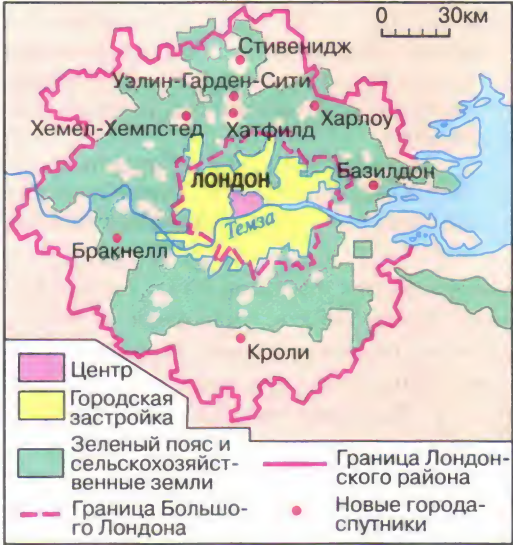 0 30км
Стивенидж
Уэлин-Гарден-Сити
Харлоу
Хемел-Хемпстед
Хатфилд
Базилдон
ЛОНДОН
Темза
Бракнелл
Кроли
Центр
Городская
застройка
Зеленый пояс и
сельскохозяйст-
венные земли
Граница Большо-
го Лондона
Граница Лондон-
ского района
Новые города-
спутники